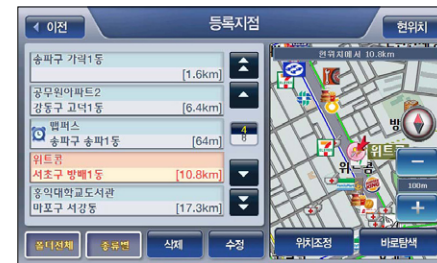 이전
등록지점
현위치
송파구 가락1동
[1.6km]
공무원아파트2
강동구 고덕1동
[6.4km]
맵퍼스
송파구 송파1동
[64m]
위트콤
서초구 방배1동
[10.8km]
홍익대학교도서관
마포구 서강동
[17.3km]
4
8
폴더전체
종류별
삭제
수정
현위치에서 10.8km
방
위트콤
위트콤
100m
위치조정
바로탐색